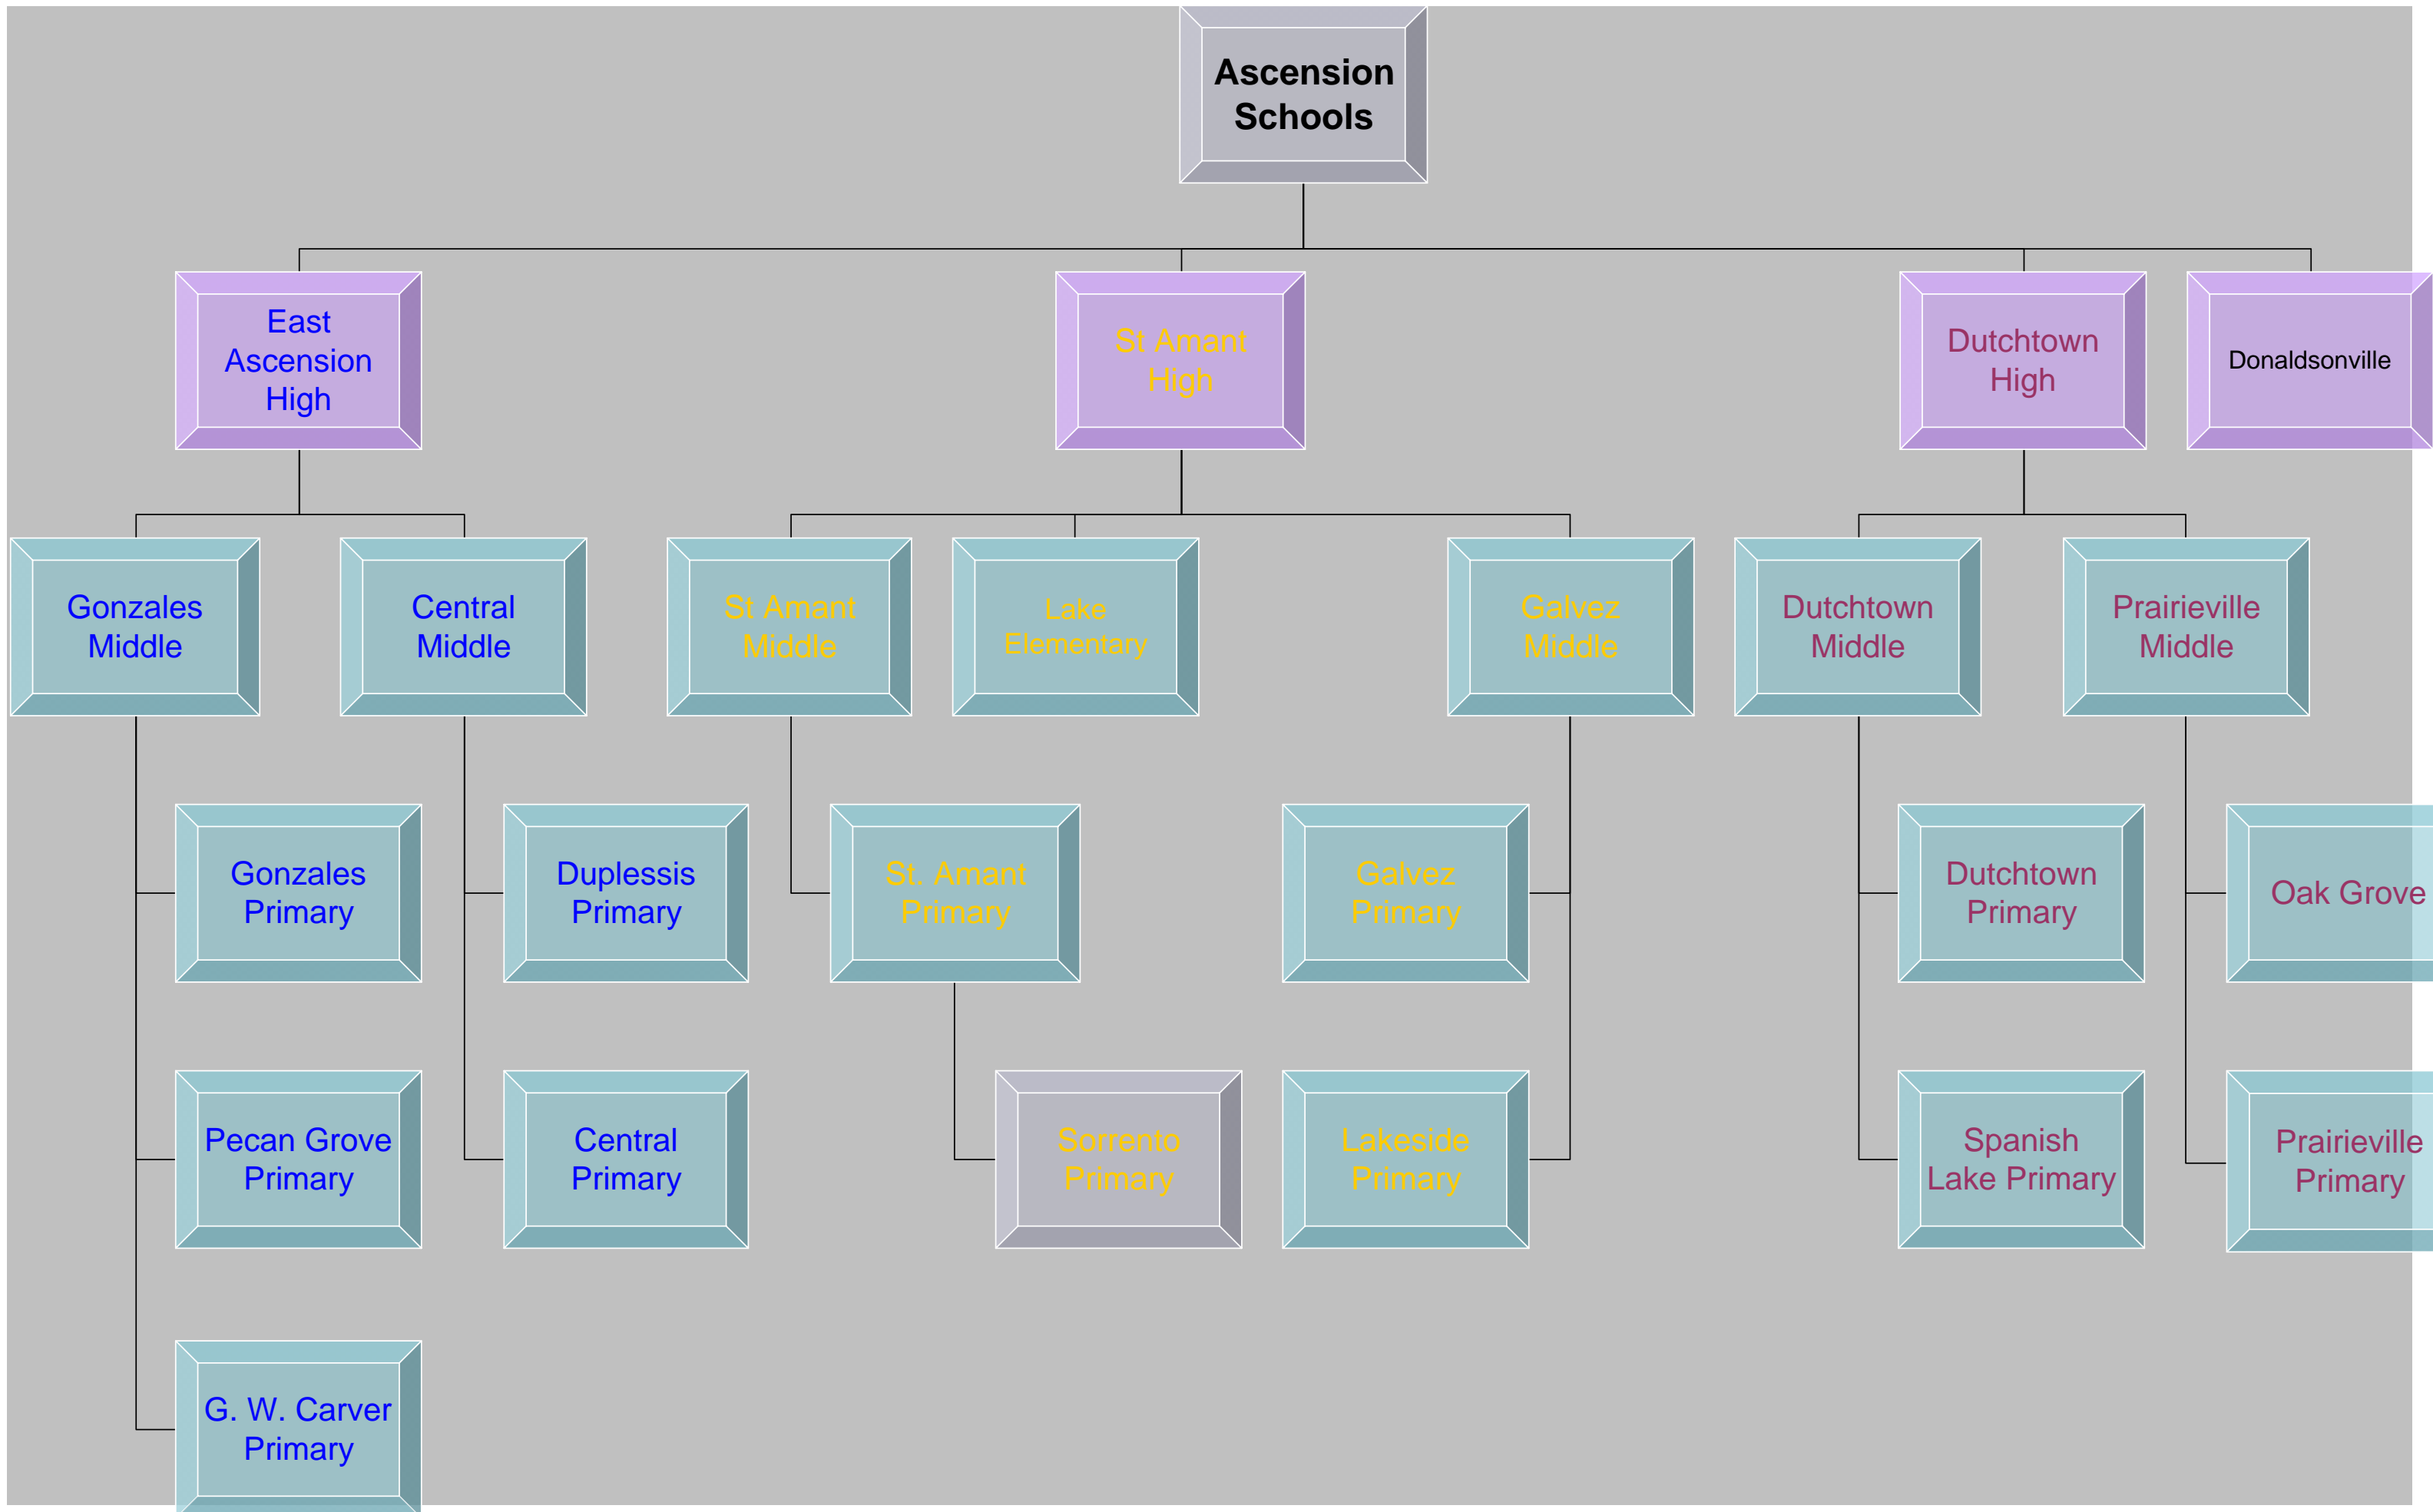 Ascension
Schools
East
Ascension
High
St Amant
High
Dutchtown
High
Donaldsonville
Gonzales
Middle
Central
Middle
St Amant
Middle
Lake
Elementary
Galvez
Middle
Dutchtown
Middle
Prairieville
Middle
Gonzales
Primary
Duplessis
Primary
St. Amant
Primary
Galvez
Primary
Dutchtown
Primary
Oak Grove
Pecan Grove
Primary
Central
Primary
Sorrento
Primary
Lakeside
Primary
Spanish
Lake Primary
Prairieville
Primary
G. W. Carver
Primary